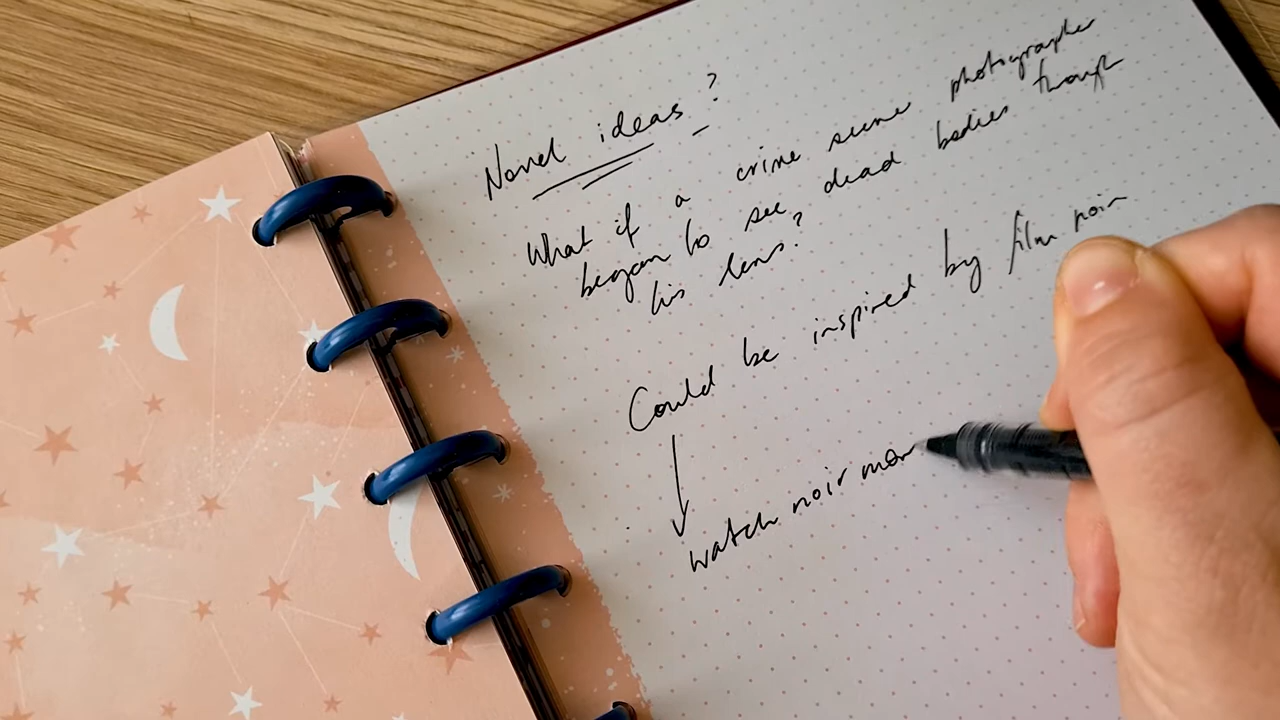 Novel ideas?
What if a crime scene photographer
began to see dead bodies through
his lens?
Could be inspired by film noir
watch noir mov